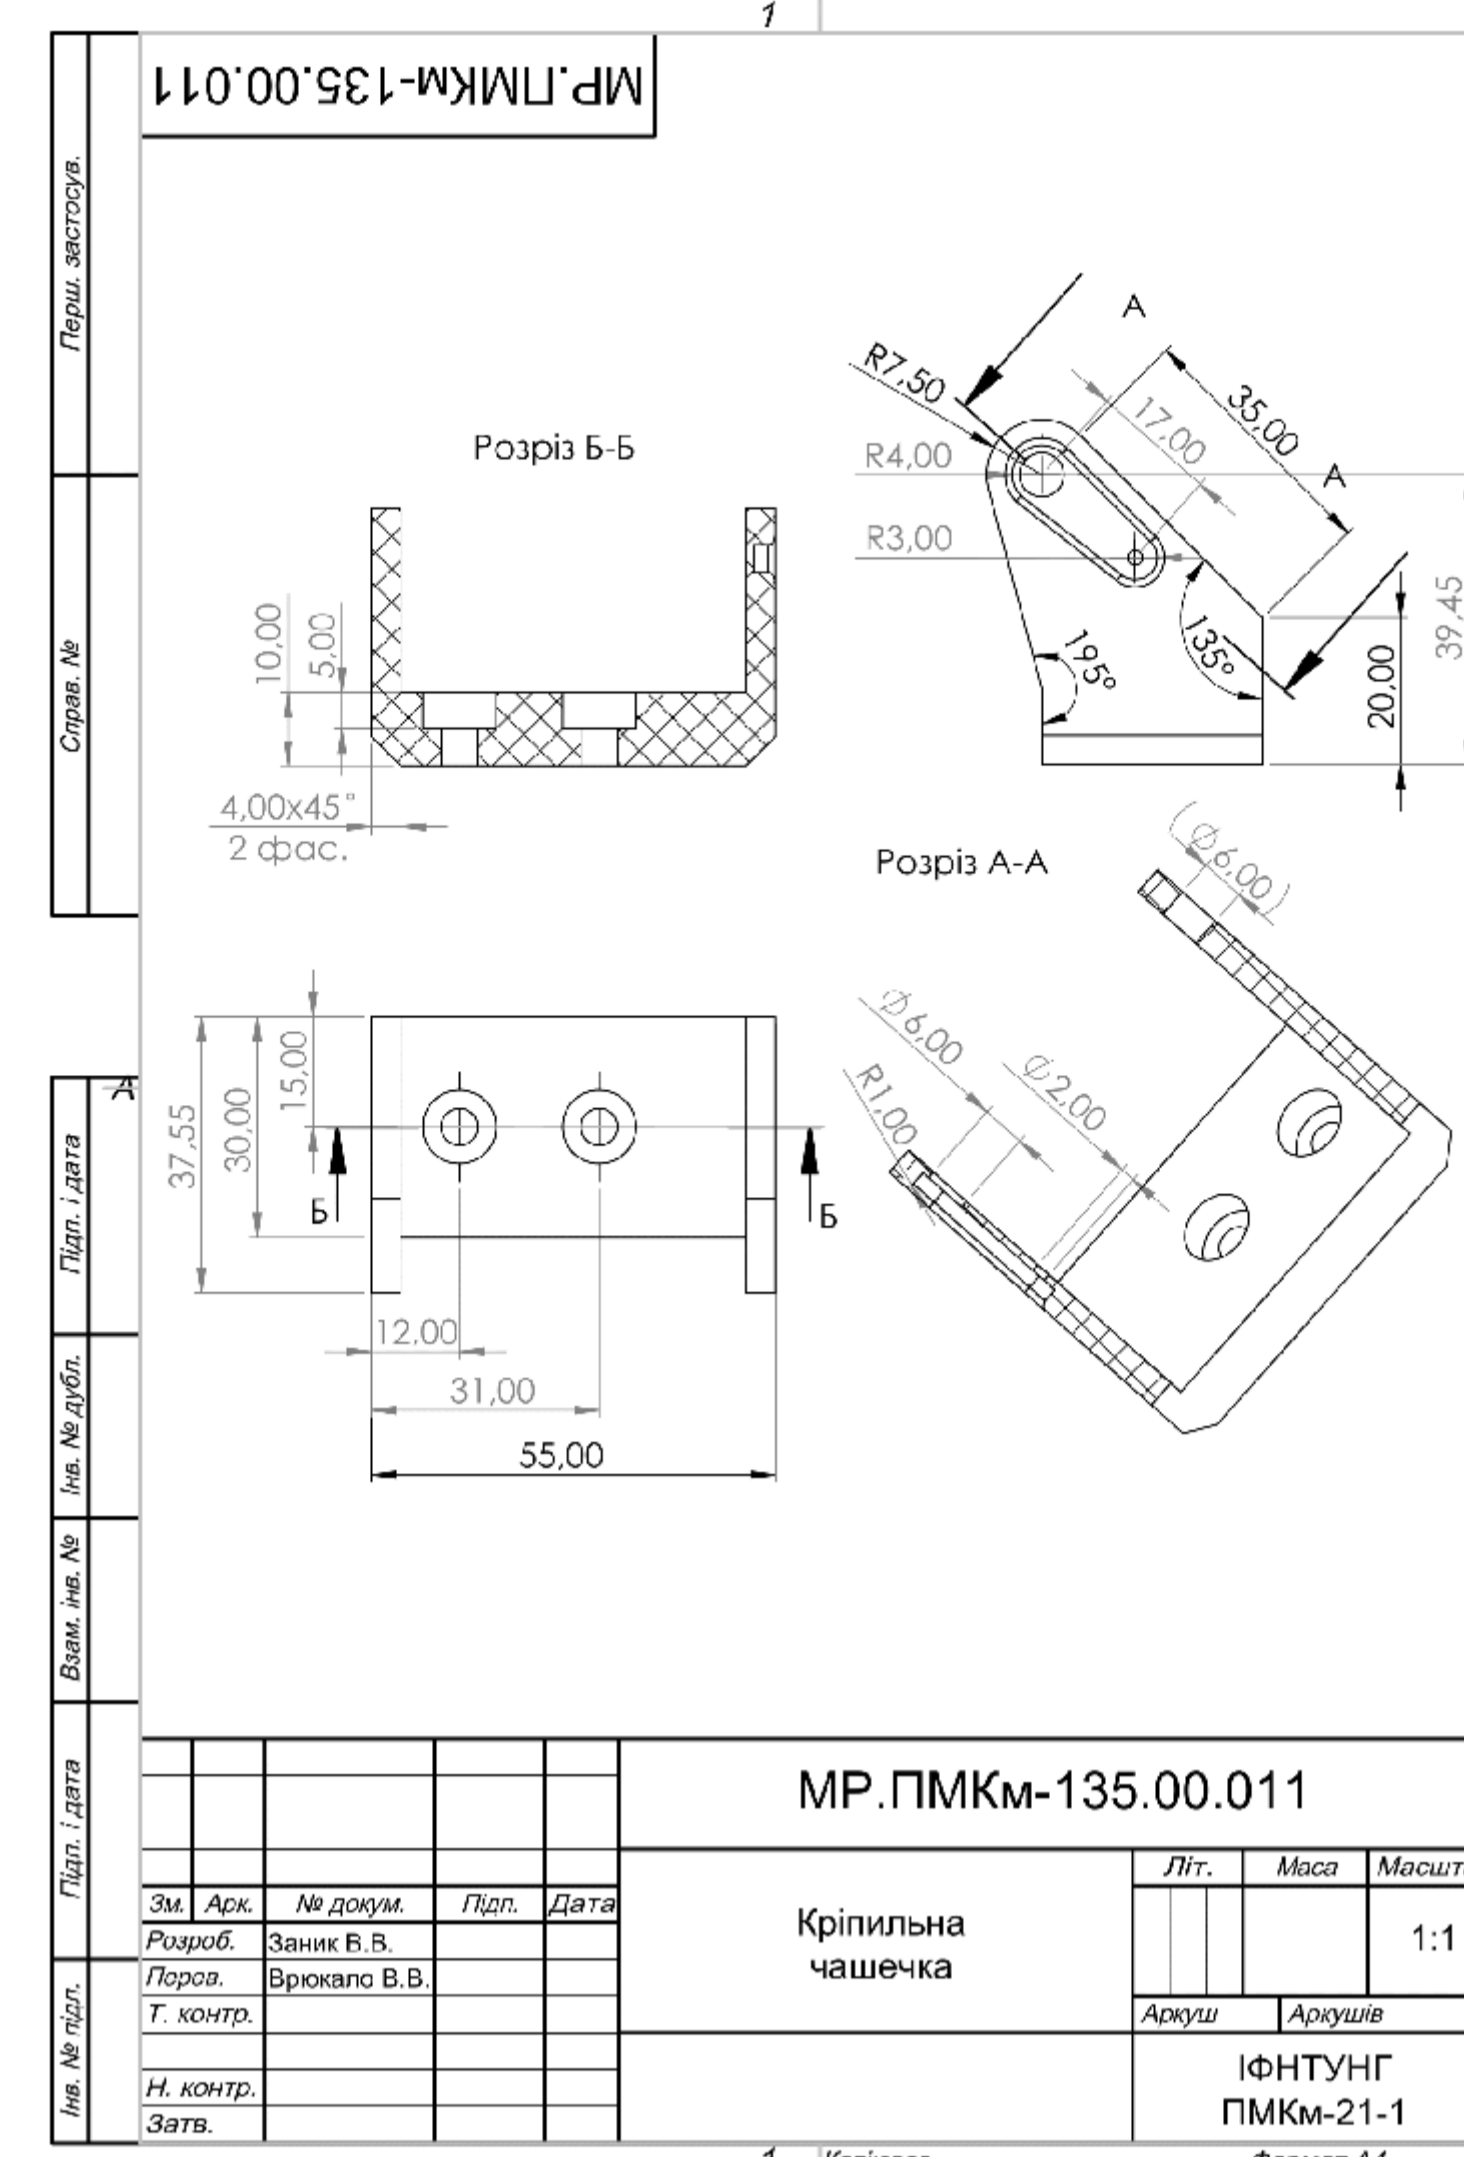 1
МР.ПМКм-135.00.011
Перш. застосув.
Справ. №
Підп. і дата
Інв. № дубл.
Взам. інв. №
Підп. і дата
Інв. № підл.
А
А
R7,50
35,00
17,00
А
R4,00
R3,00
195°
135°
20,00
39,45
Розріз Б-Б
10,00
5,00
4,00x45°
2 фас.
Розріз А-А
(Ø6,00)
Ø6,00
Ø2,00
R1,00
37,55
30,00
15,00
Б
Б
12,00
31,00
55,00
МР.ПМКм-135.00.011
Літ.
Маса
Зм.
Арк.
№ докум.
Підп.
Дата
Розроб.
Заник В.В.
Врюкало В.В.
Т. контр.
Н. контр.
Затв.
Кріпильна
чашечка
1:1
Аркуш
Аркушів
ІФНТУНГ
ПМКм-21-1